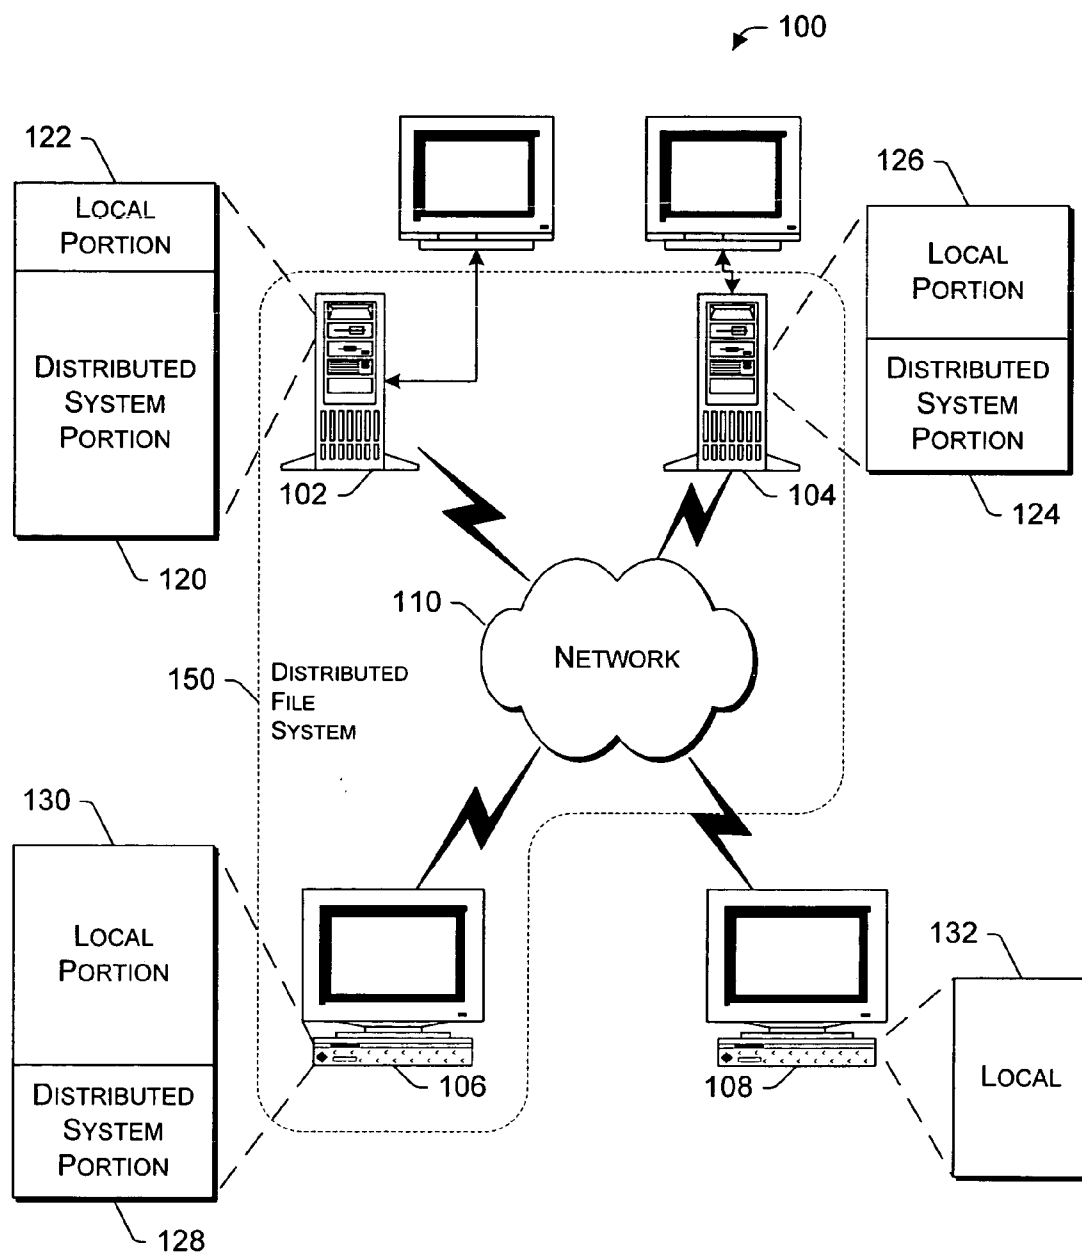 100
122
LOCAL
PORTION
DISTRIBUTED
SYSTEM
PORTION
120
126
LOCAL
PORTION
DISTRIBUTED
SYSTEM
PORTION
124
102
104
110
NETWORK
150
DISTRIBUTED
FILE
SYSTEM
130
LOCAL
PORTION
DISTRIBUTED
SYSTEM
PORTION
128
106
108
132
LOCAL